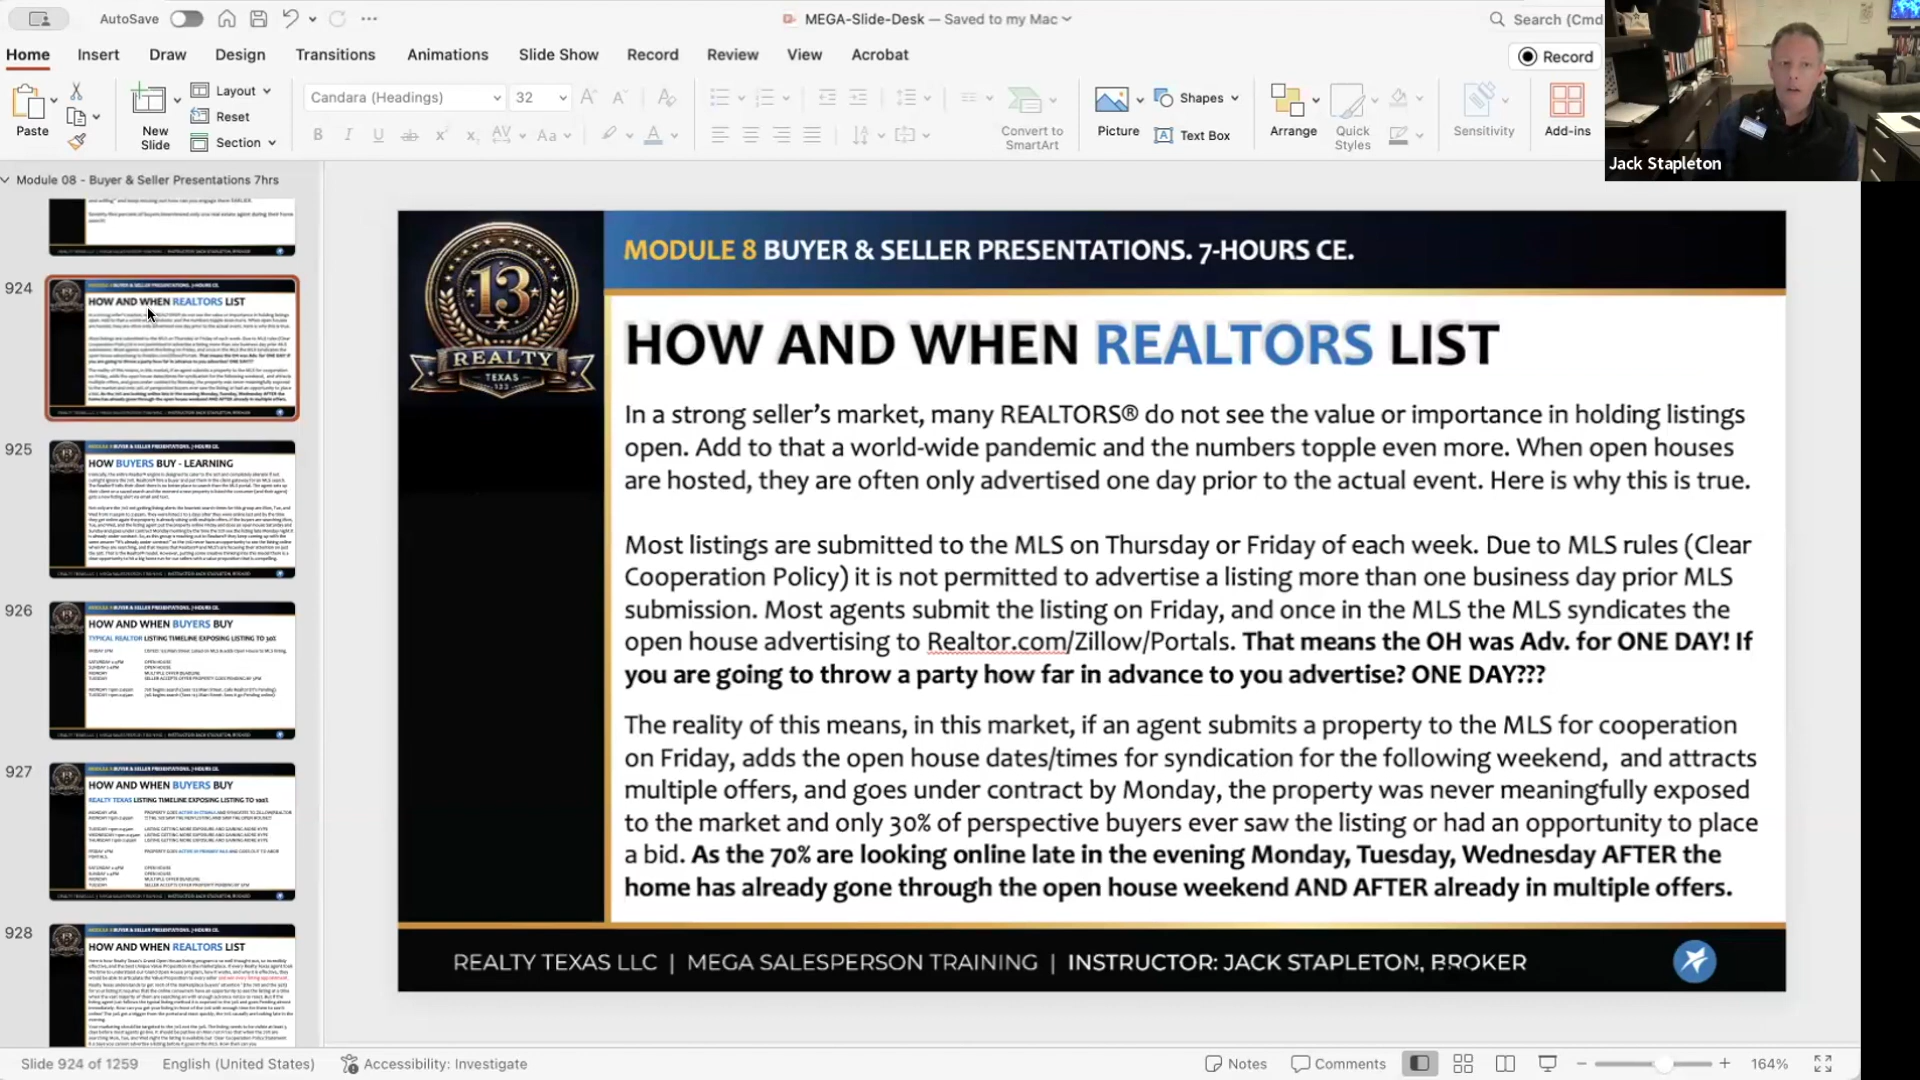 AutoSave
MEGA-Slide-Desk — Saved to my Mac
Search (Cmd
Home Insert Draw Design Transitions Animations Slide Show Record Review View Acrobat
Record
Paste
New Slide
Layout
Reset
Section
Candara (Headings)
32
Convert to SmartArt
Picture
Shapes
Text Box
Arrange
Quick Styles
Sensitivity
Add-ins
Jack Stapleton
Module 08 - Buyer & Seller Presentations 7hrs
924
HOW AND WHEN REALTORS LIST
925
HOW BUYERS BUY - LEARNING
926
HOW AND WHEN BUYERS BUY
TYPICAL REALTOR LISTING TIMELINE EXPOSING LISTING TO 30%
927
HOW AND WHEN BUYERS BUY
REALTY TEXAS LISTING TIMELINE EXPOSING LISTING TO 100%
928
HOW AND WHEN REALTORS LIST
13
REALTY
TEXAS
MODULE 8 BUYER & SELLER PRESENTATIONS. 7-HOURS CE.
HOW AND WHEN REALTORS LIST
In a strong seller's market, many REALTORS® do not see the value or importance in holding listings
open. Add to that a world-wide pandemic and the numbers topple even more. When open houses
are hosted, they are often only advertised one day prior to the actual event. Here is why this is true.
Most listings are submitted to the MLS on Thursday or Friday of each week. Due to MLS rules (Clear
Cooperation Policy) it is not permitted to advertise a listing more than one business day prior MLS
submission. Most agents submit the listing on Friday, and once in the MLS the MLS syndicates the
open house advertising to Realtor.com/Zillow/Portals. That means the OH was Adv. for ONE DAY! If
you are going to throw a party how far in advance to you advertise? ONE DAY???
The reality of this means, in this market, if an agent submits a property to the MLS for cooperation
on Friday, adds the open house dates/times for syndication for the following weekend, and attracts
multiple offers, and goes under contract by Monday, the property was never meaningfully exposed
to the market and only 30% of perspective buyers ever saw the listing or had an opportunity to place
a bid. As the 70% are looking online late in the evening Monday, Tuesday, Wednesday AFTER the
home has already gone through the open house weekend AND AFTER already in multiple offers.
REALTY TEXAS LLC | MEGA SALESPERSON TRAINING | INSTRUCTOR: JACK STAPLETON, BROKER
Slide 924 of 1259
English (United States)
Accessibility: Investigate
Notes
Comments
164%